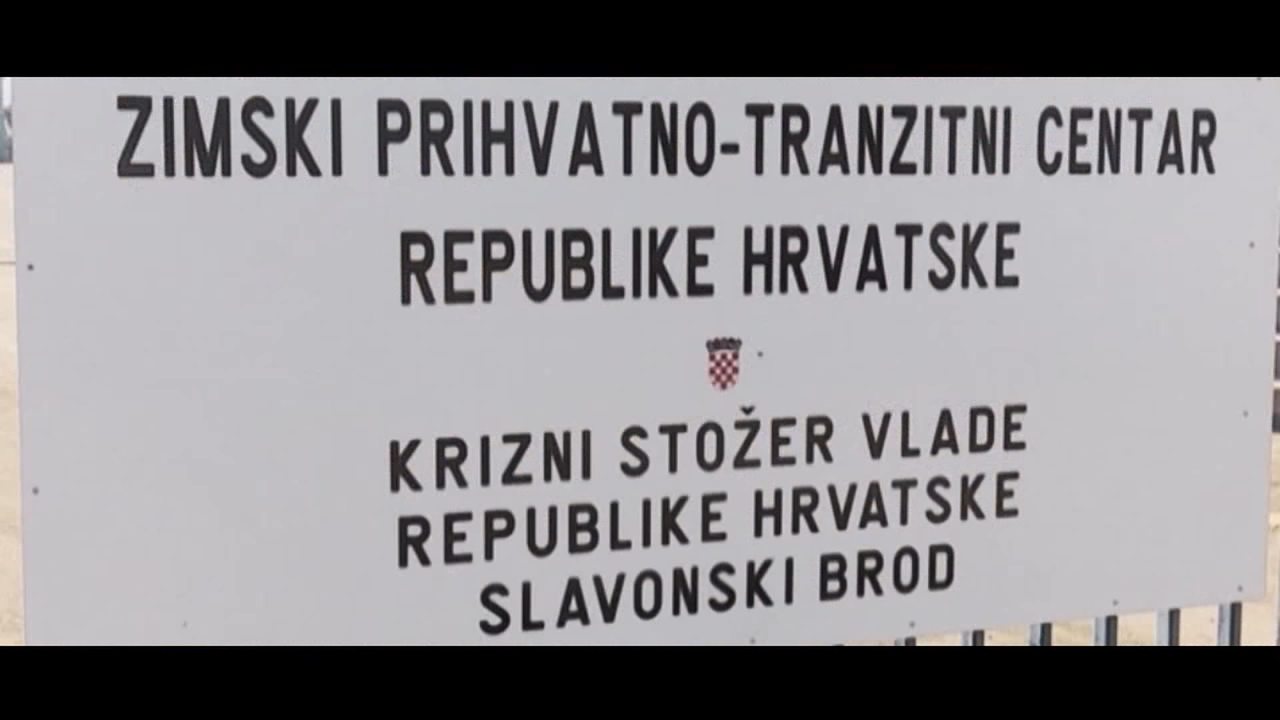 ZIMSKI PRIHVATNO-TRANZITNI CENTAR
REPUBLIKE HRVATSKE
KRIZNI STOŽER VLADE
REPUBLIKE HRVATSKE
SLAVONSKI BROD